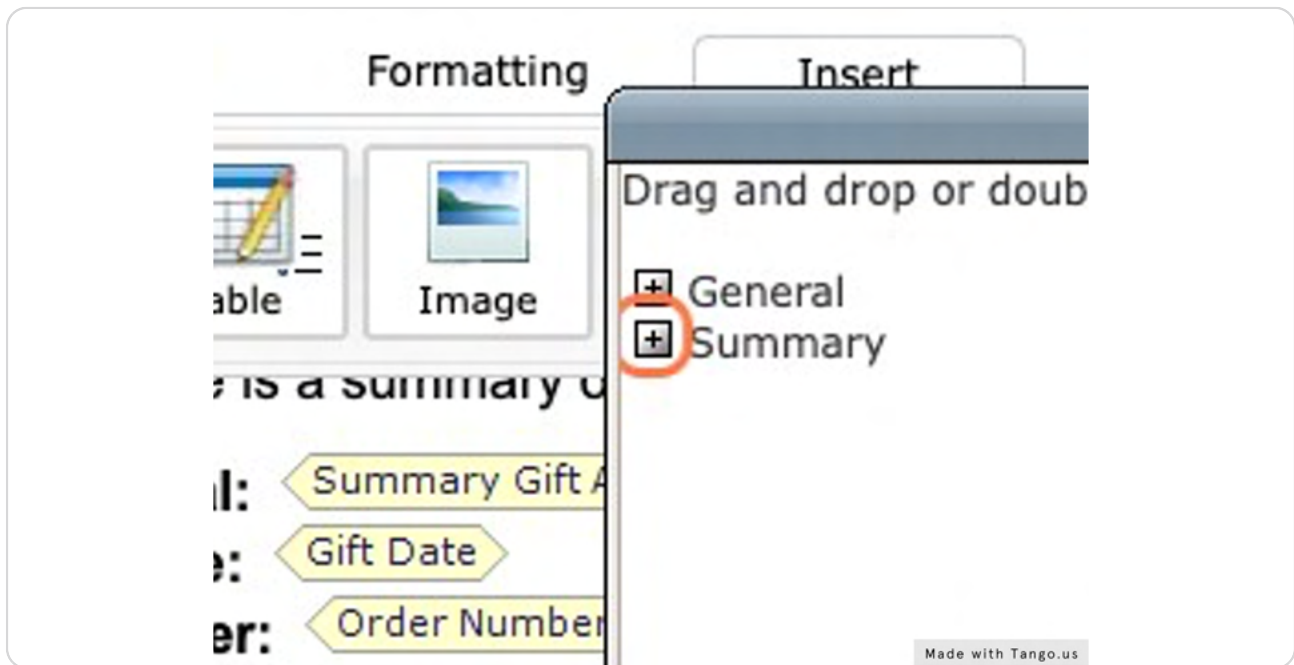 Formatting
Insert
Drag and drop or doub
General
able
Image
Summary
is a summary
l:
Summary Gift A
e:
Gift Date
er:
Order Number
Made with Tango.us